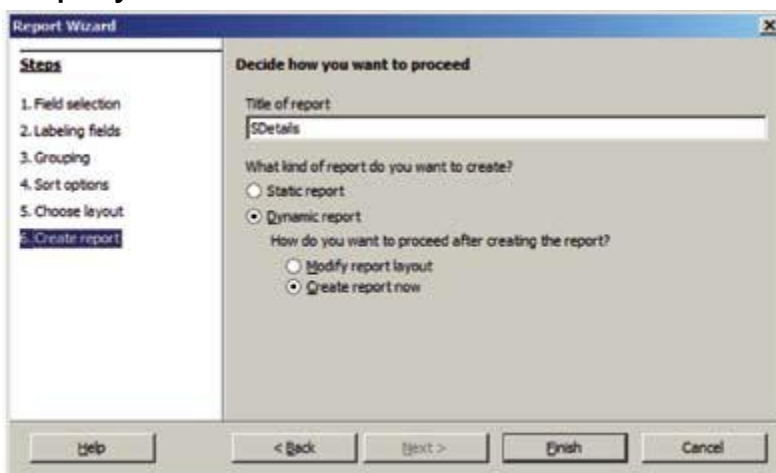 Report Wizard
Steps
1. Field selection
2. Labeling fields
3. Grouping
4. Sort options
5. Choose layout
6. Create report
Decide how you want to proceed
Title of report
SDetails
What kind of report do you want to create?
Static report
Dynamic report
How do you want to proceed after creating the report?
Modify report layout
Create report now
Help
< Back
Next >
Finish
Cancel